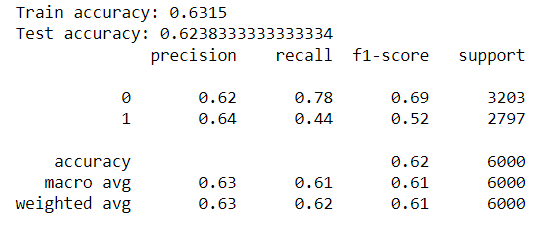 Train accuracy: 0.6315
Test accuracy: 0.6238333333333334
precision recall f1-score support
0 0.62 0.78 0.69 3203
1 0.64 0.44 0.52 2797
accuracy 0.62 6000
macro avg 0.63 0.61 0.61 6000
weighted avg 0.63 0.62 0.61 6000